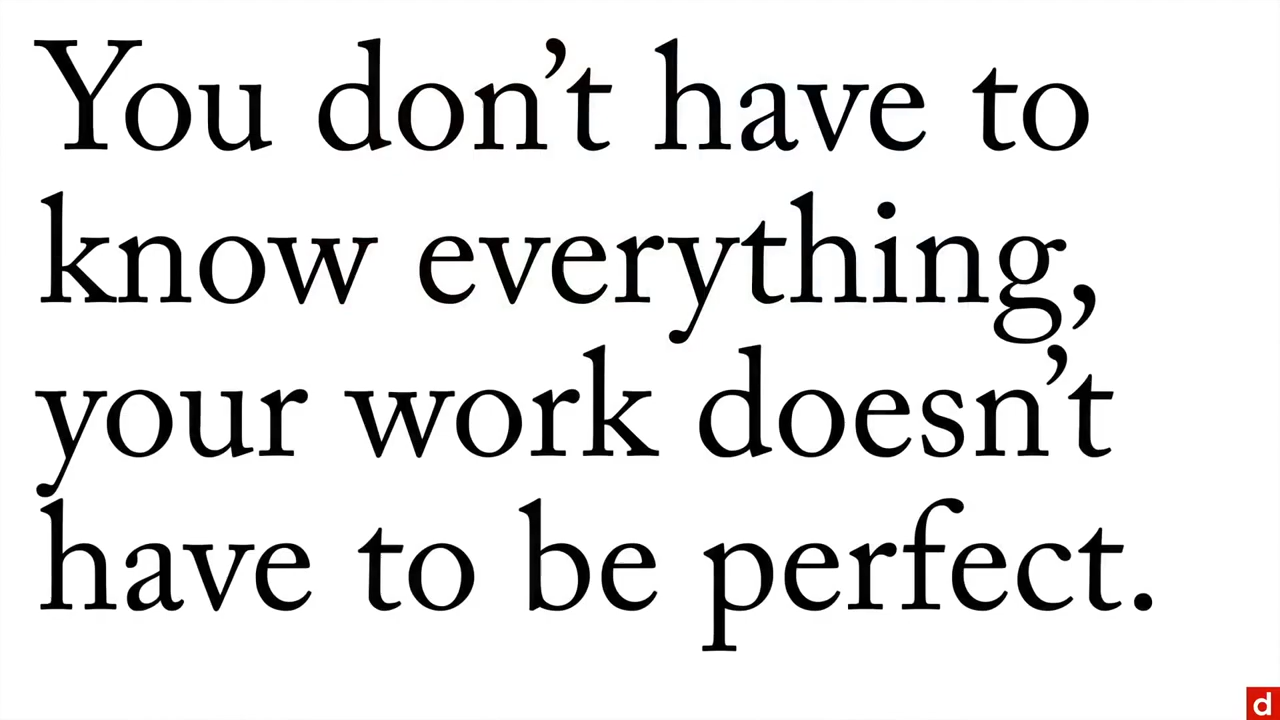 You don’t have to
know everything,
your work doesn’t
have to be perfect.
d